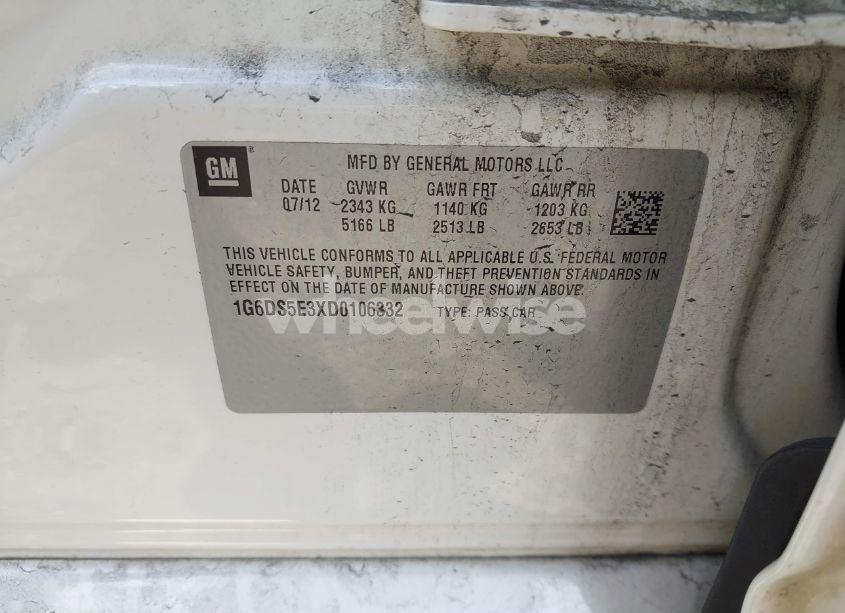 GM
MFD BY GENERAL MOTORS LLC
DATE GVWR GAWR FRT GAWR RR
07/12 2343 KG 1140 KG 1203 KG
5166 LB 2513 LB 2653 LB
THIS VEHICLE CONFORMS TO ALL APPLICABLE U.S. FEDERAL MOTOR
VEHICLE SAFETY, BUMPER, AND THEFT PREVENTION STANDARDS IN
EFFECT ON THE DATE OF MANUFACTURE SHOWN ABOVE.
1G6DS5E3XD0106332 TYPE: PASS CAR
wheelwise